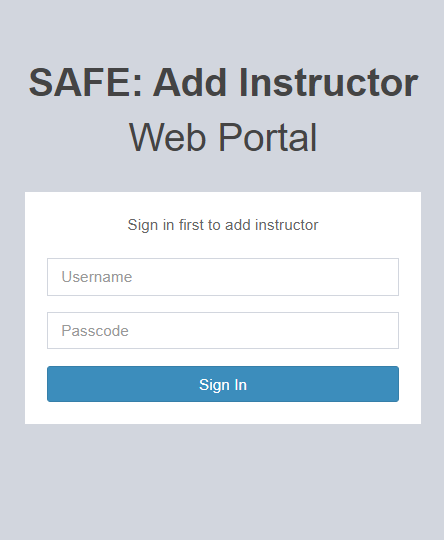 SAFE: Add Instructor
Web Portal
Sign in first to add instructor
Username
Passcode
Sign In